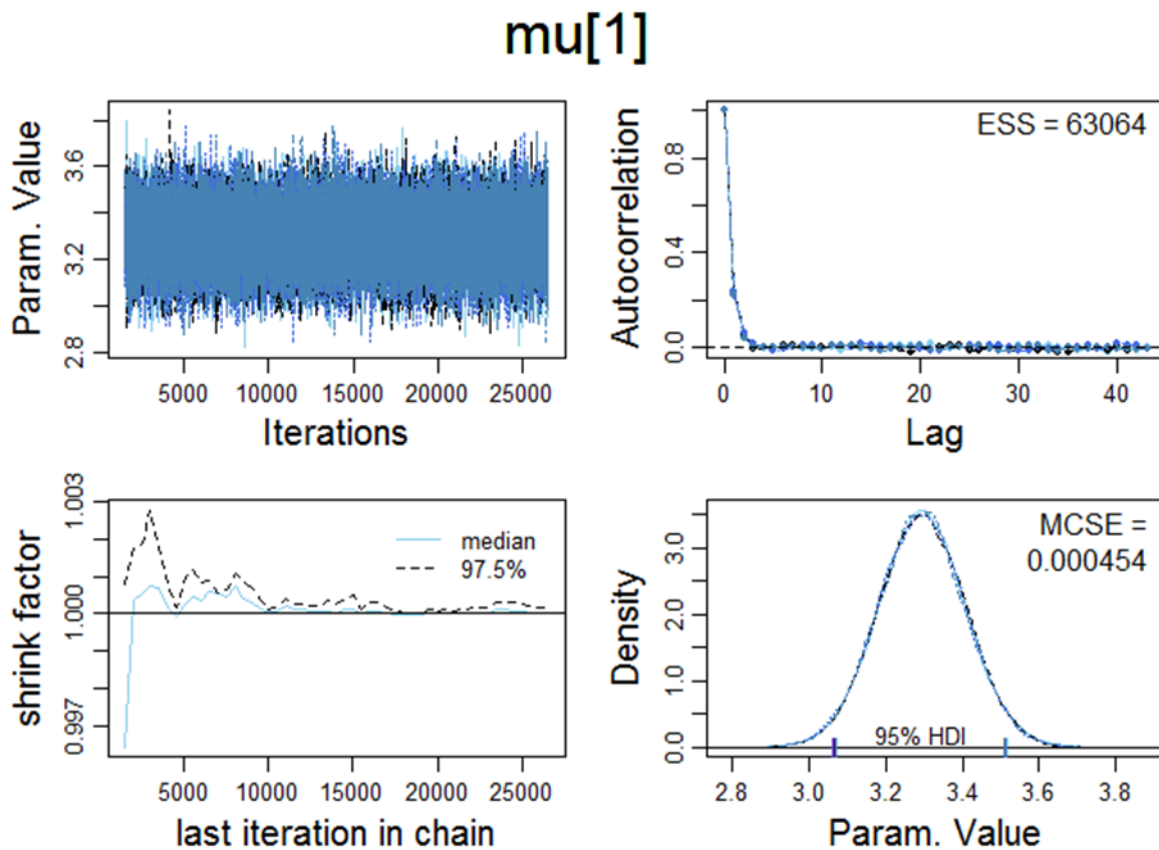 mu[1]
Param. Value
2.8 3.2 3.6
5000 10000 15000 20000 25000
Iterations
Autocorrelation
0.0 0.4 0.8
ESS = 63064
0 10 20 30 40
Lag
shrink factor
0.997 1.000 1.003
median
97.5%
5000 10000 15000 20000 25000
last iteration in chain
Density
0.0 1.0 2.0 3.0
MCSE =
0.000454
95% HDI
2.8 3.0 3.2 3.4 3.6 3.8
Param. Value